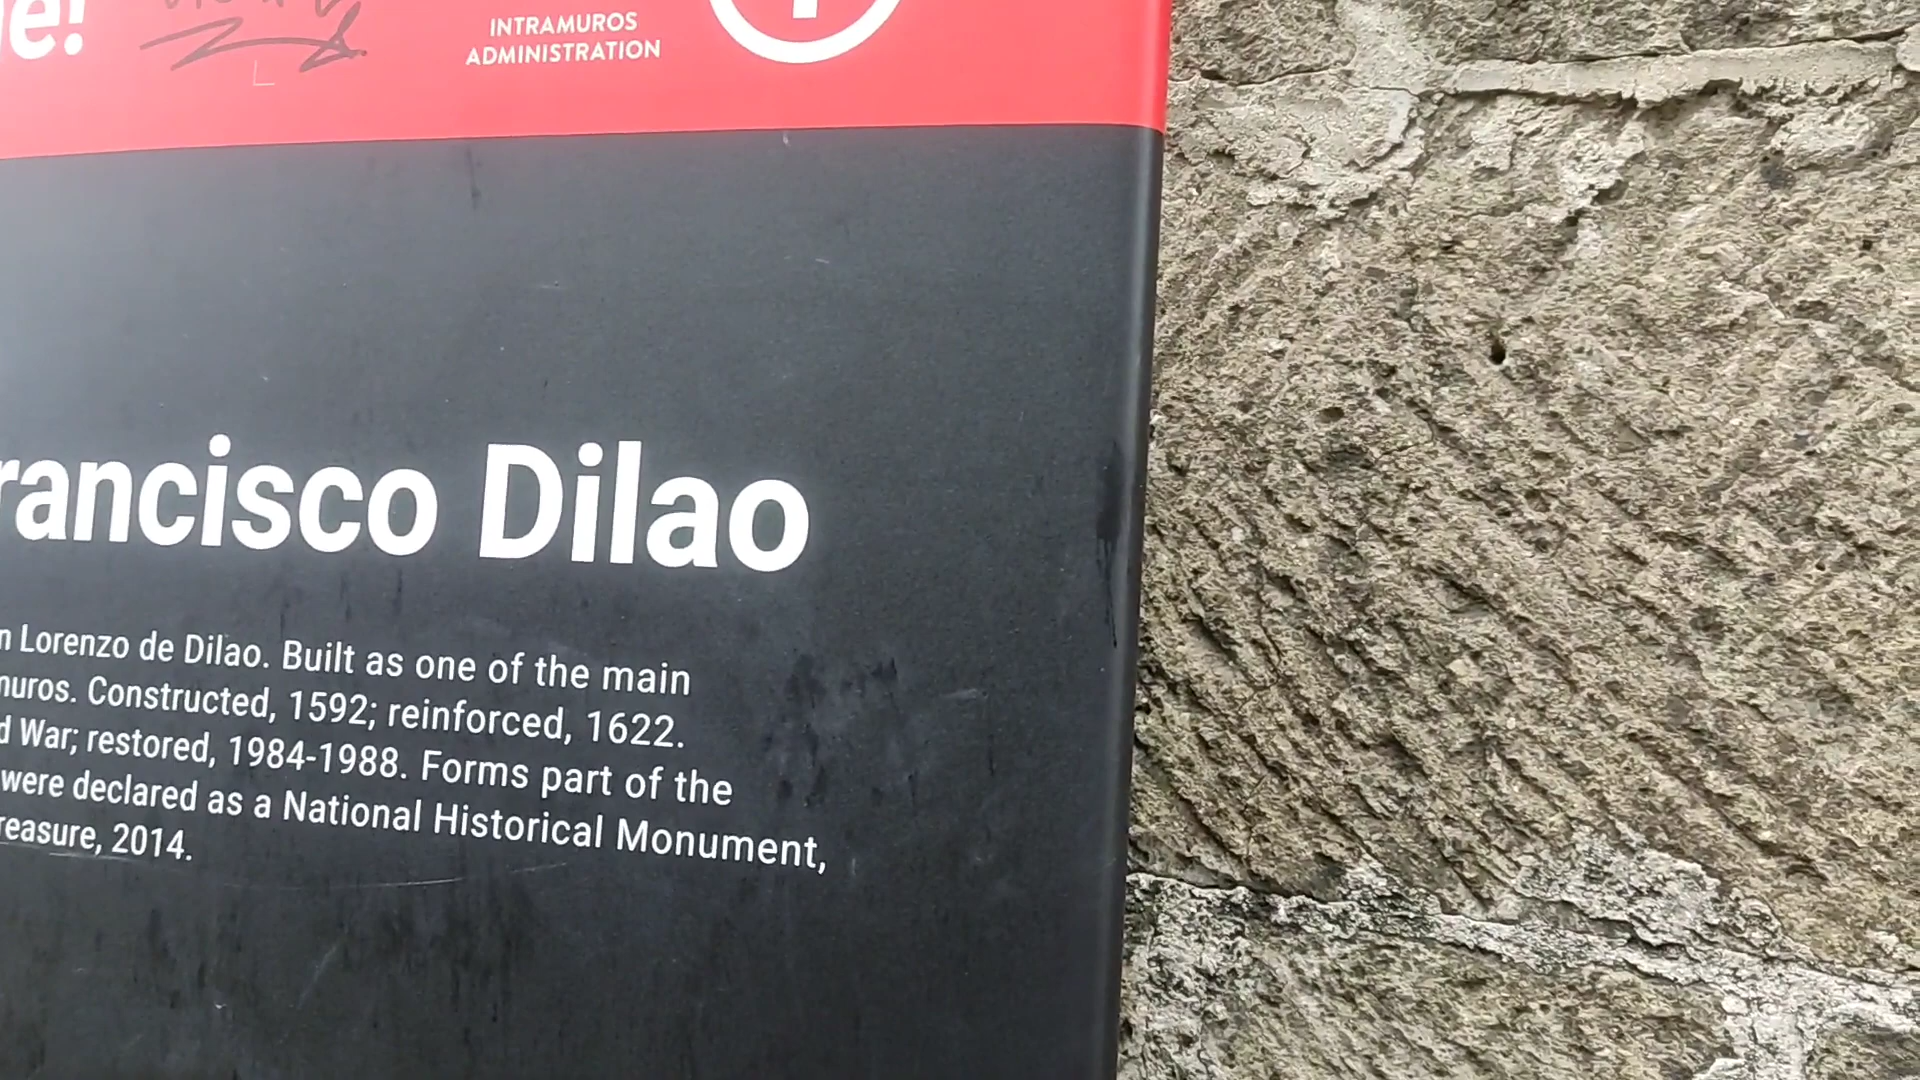 INTRAMUROS
ADMINISTRATION
rancisco Dilao
n Lorenzo de Dilao. Built as one of the main
muros. Constructed, 1592; reinforced, 1622.
d War; restored, 1984-1988. Forms part of the
were declared as a National Historical Monument,
reasure, 2014.